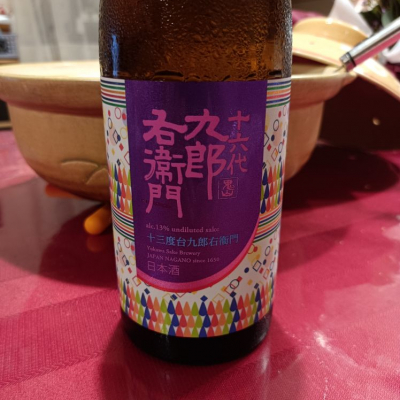 十六代
九郎
右衛門
alc.13% undiluted sake
十三度台九郎右衛門
Yukawa Sake Brewery
JAPAN NAGANO since 1650
日本酒